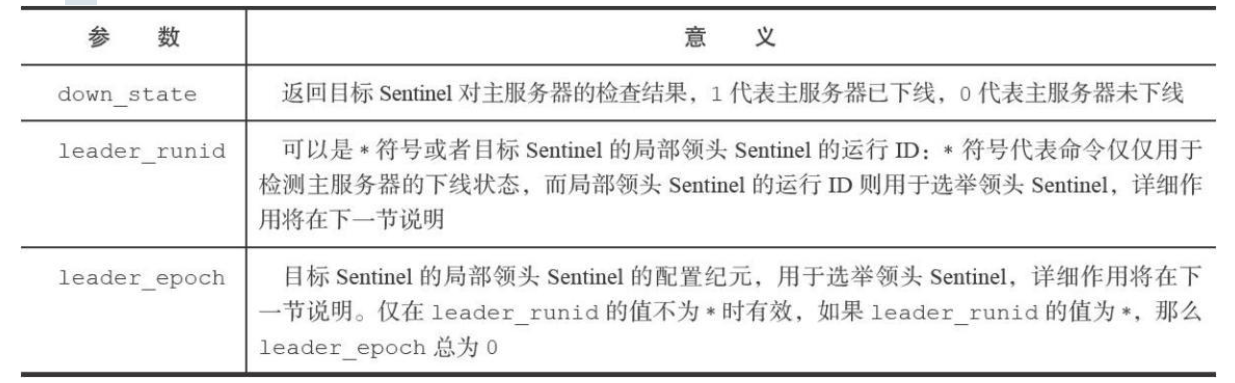 参 数 意 义
down_state 返回目标 Sentinel 对主服务器的检查结果，1 代表主服务器已下线，0 代表主服务器未下线
leader_runid 可以是 * 符号或者目标 Sentinel 的局部领头 Sentinel 的运行 ID：* 符号代表命令仅仅用于
检测主服务器的下线状态，而局部领头 Sentinel 的运行 ID 则用于选举领头 Sentinel，详细作
用将在下一节说明
leader_epoch 目标 Sentinel 的局部领头 Sentinel 的配置纪元，用于选举领头 Sentinel，详细作用将在下
一节说明。仅在 leader_runid 的值不为 * 时有效，如果 leader_runid 的值为 *，那么
leader_epoch 总为 0